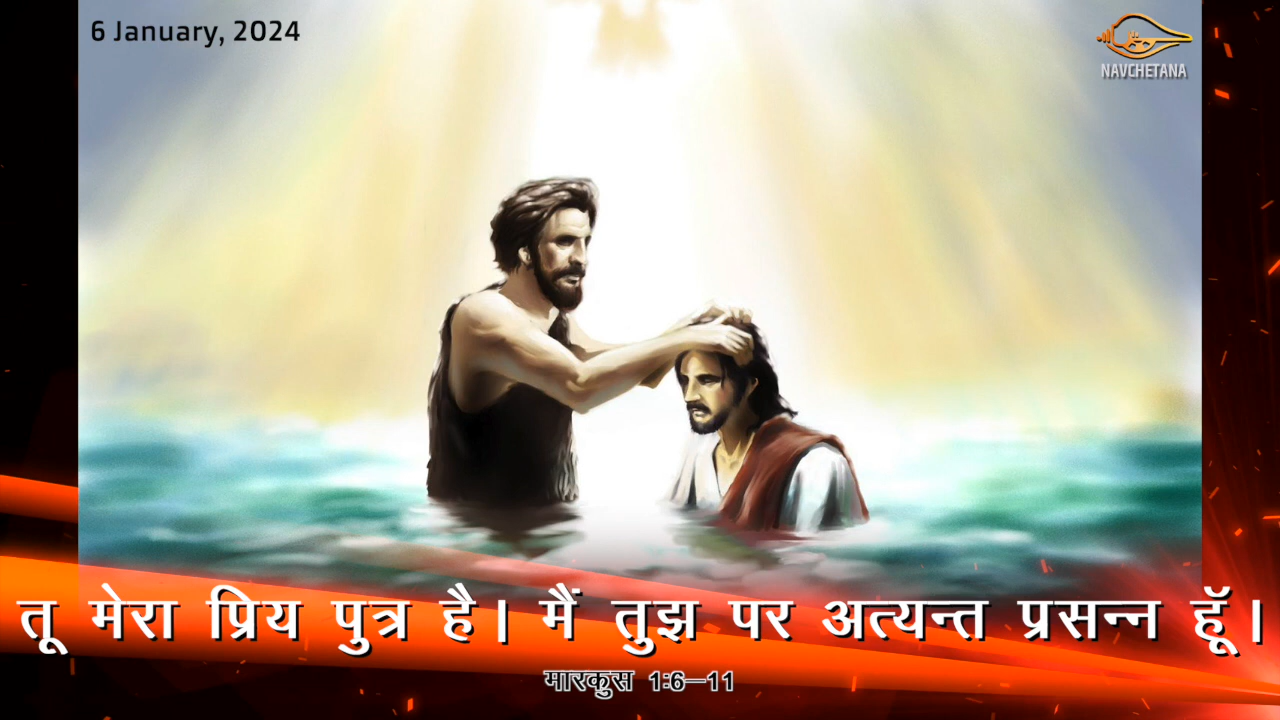 6 January, 2024
NAVCHETANA
तू मेरा प्रिय पुत्र है। मैं तुझ पर अत्यन्त प्रसन्न हूॅ।
मारकुस 1:6–11